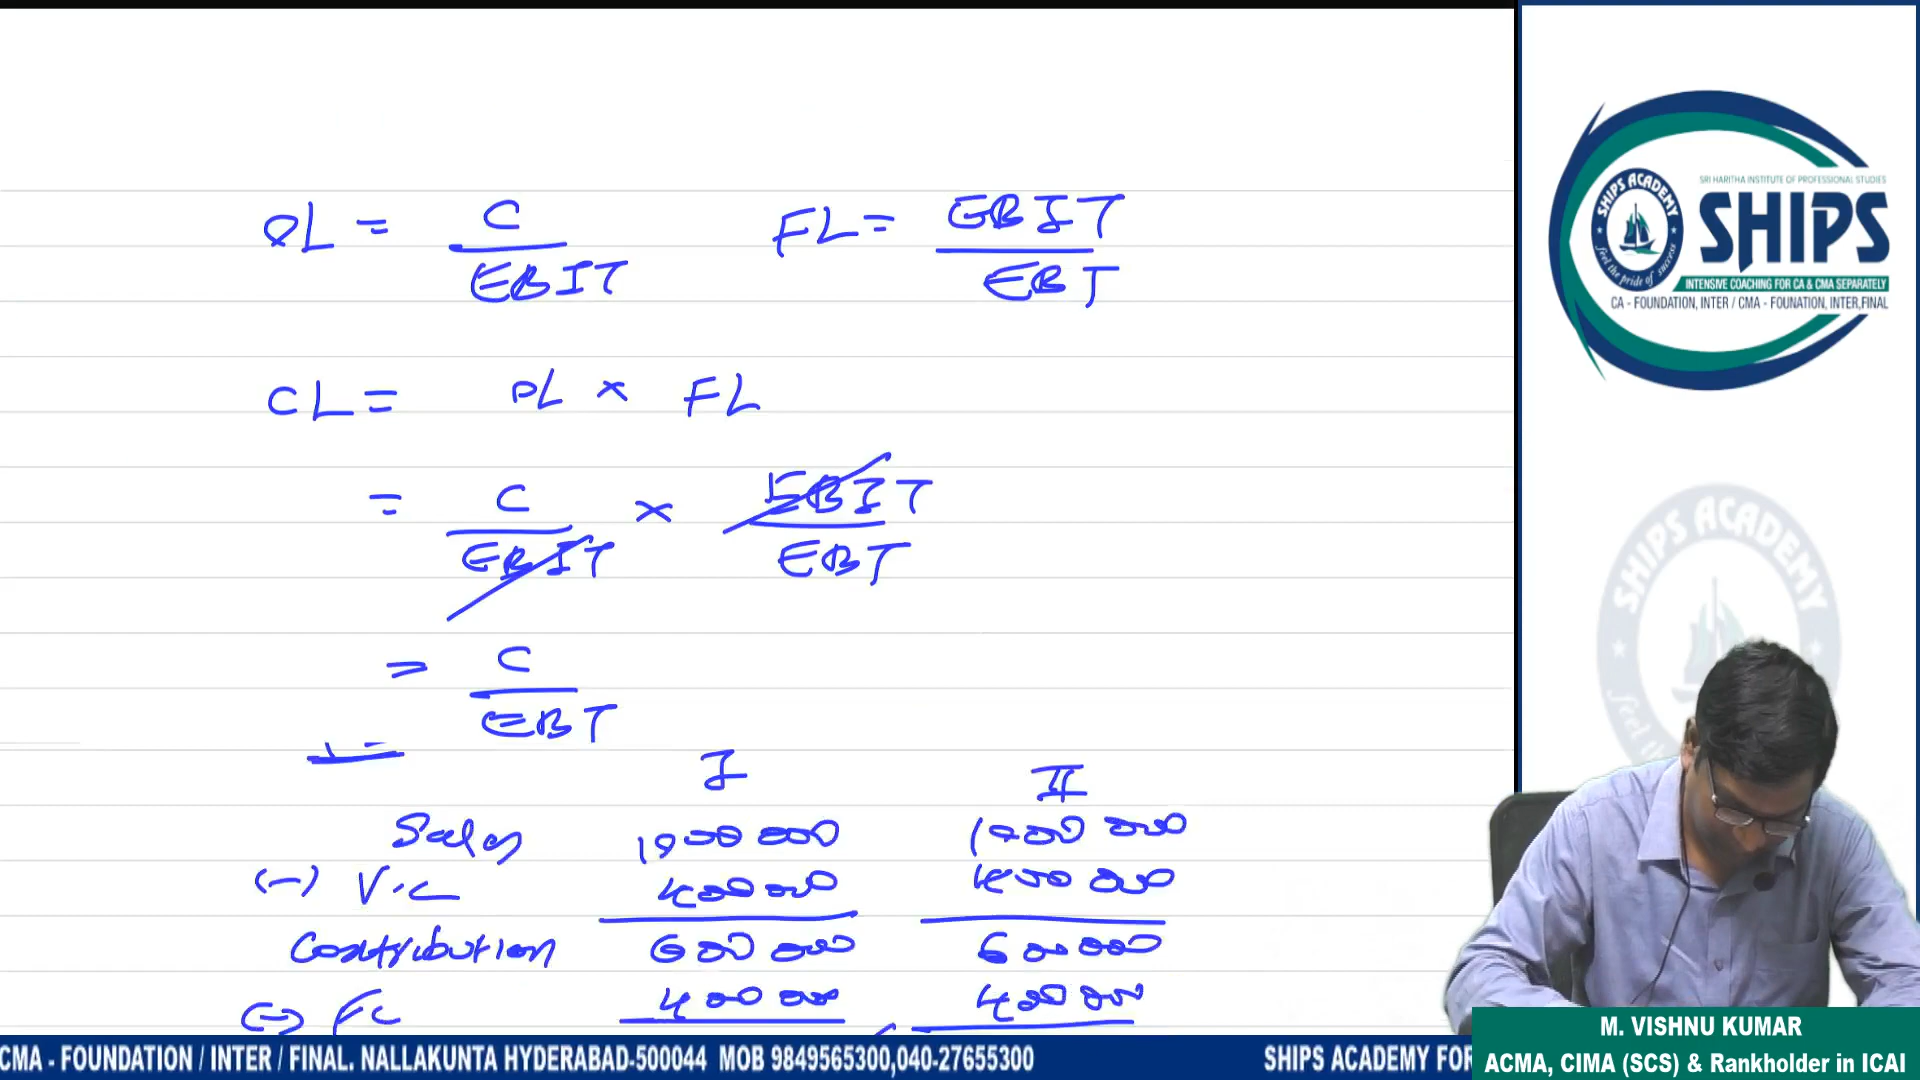 OL = C / EBIT FL = EBIT / EBT
CL = OL × FL
= C / EBIT × EBIT / EBT
= C / EBT
I II
Sales 1000 000 1000 000
(-) V.C 400 000 400 000
Contribution 600 000 600 000
(-) FC 400 000 400 000
SRI HARITHA INSTITUTE OF PROFESSIONAL STUDIES
SHIPS ACADEMY
feel the pride of success
SHIPS
INTENSIVE COACHING FOR CA & CMA SEPARATELY
CA - FOUNDATION, INTER / CMA - FOUNATION, INTER,FINAL
SHIPS ACADEMY
feel the
M. VISHNU KUMAR
ACMA, CIMA (SCS) & Rankholder in ICAI
CMA - FOUNDATION / INTER / FINAL. NALLAKUNTA HYDERABAD-500044 MOB 9849565300,040-27655300 SHIPS ACADEMY FOR